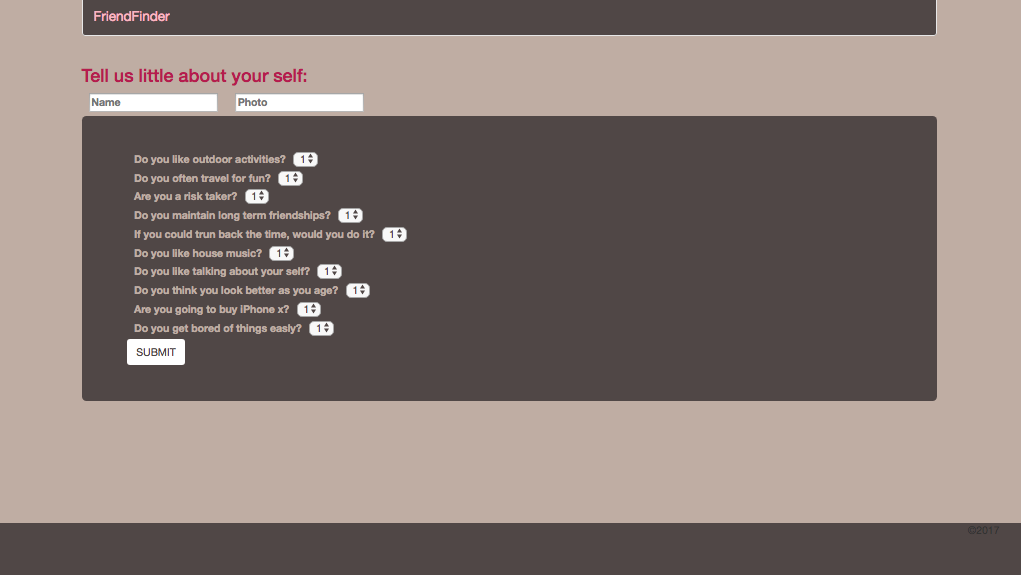 FriendFinder
Tell us little about your self:
Name Photo
Do you like outdoor activities? 1
Do you often travel for fun? 1
Are you a risk taker? 1
Do you maintain long term friendships? 1
If you could trun back the time, would you do it? 1
Do you like house music? 1
Do you like talking about your self? 1
Do you think you look better as you age? 1
Are you going to buy iPhone x? 1
Do you get bored of things easly? 1
SUBMIT
©2017